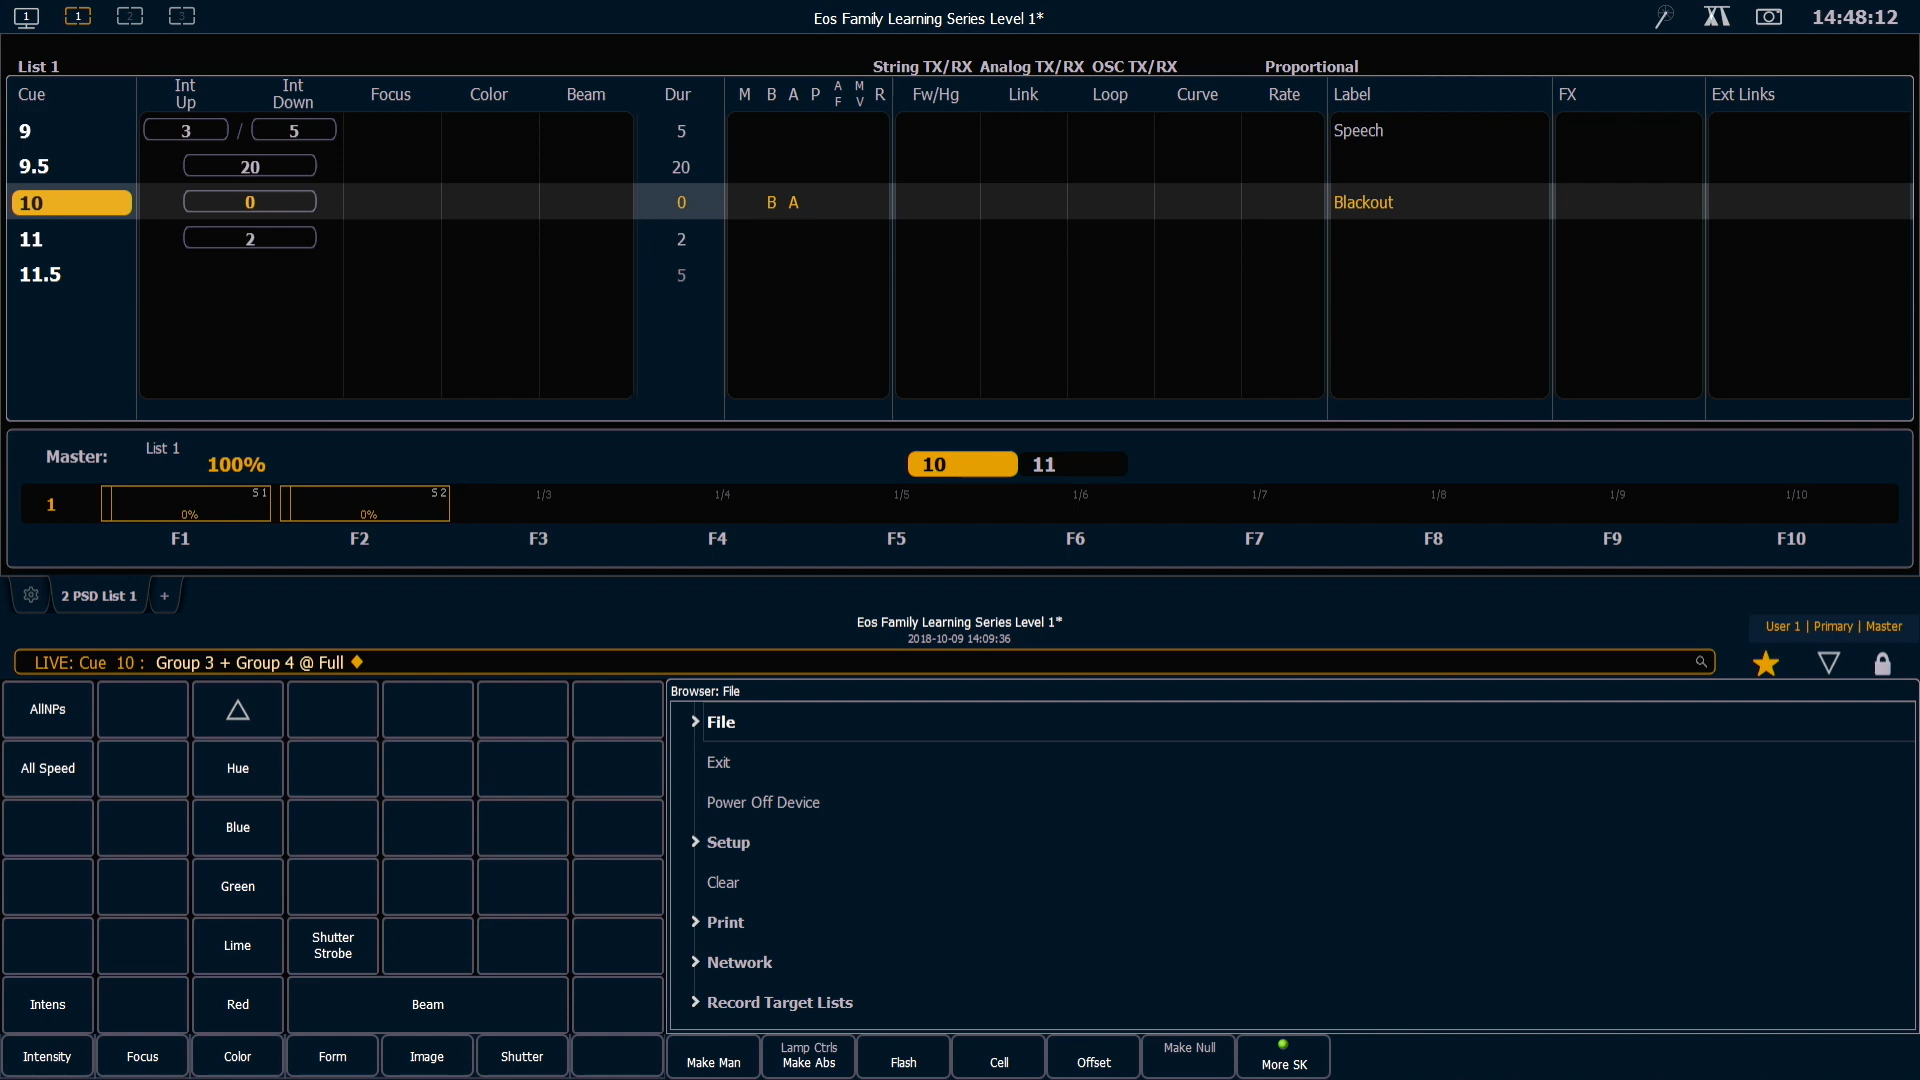 1 1 2 3 Eos Family Learning Series Level 1* 14:48:12
List 1 String TX/RX Analog TX/RX OSC TX/RX Proportional
Cue Int Up Int Down Focus Color Beam Dur M B A P AF MV R Fw/Hg Link Loop Curve Rate Label FX Ext Links
9 3 / 5 5 Speech
9.5 20 20
10 0 0 B A Blackout
11 2 2
11.5 5
Master: List 1 100% 10 11
1 S 1 0% S 2 0% 1/3 1/4 1/5 1/6 1/7 1/8 1/9 1/10
F1 F2 F3 F4 F5 F6 F7 F8 F9 F10
2 PSD List 1 +
Eos Family Learning Series Level 1*
2018-10-09 14:09:36
User 1 | Primary | Master
LIVE: Cue 10 : Group 3 + Group 4 @ Full
AllNPs
All Speed Hue
Blue
Green
Lime Shutter Strobe
Intens Red Beam
Intensity Focus Color Form Image Shutter
Browser: File
File
Exit
Power Off Device
Setup
Clear
Print
Network
Record Target Lists
Make Man Lamp Ctrls Make Abs Flash Cell Offset Make Null More SK